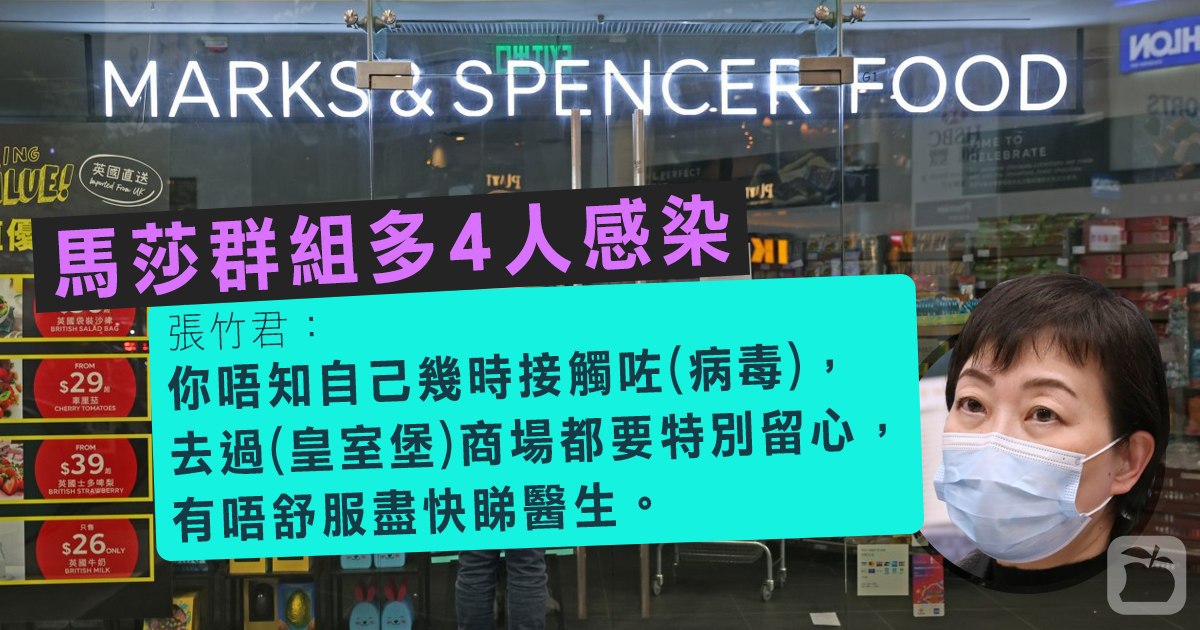 MARKS & SPENCER FOOD
G1
HSBC
TIME TO
CELEBRATE
英國直送
Imported From UK
馬莎群組多4人感染
張竹君：
你唔知自己幾時接觸咗(病毒)，
去過(皇室堡)商場都要特別留心，
有唔舒服盡快睇醫生。
英國袋裝沙律
BRITISH SALAD BAG
FROM
$29起
車厘茄
CHERRY TOMATOES
FROM
$39起
英國士多啤梨
BRITISH STRAWBERRY
只售
$26 ONLY
英國牛奶
BRITISH MILK